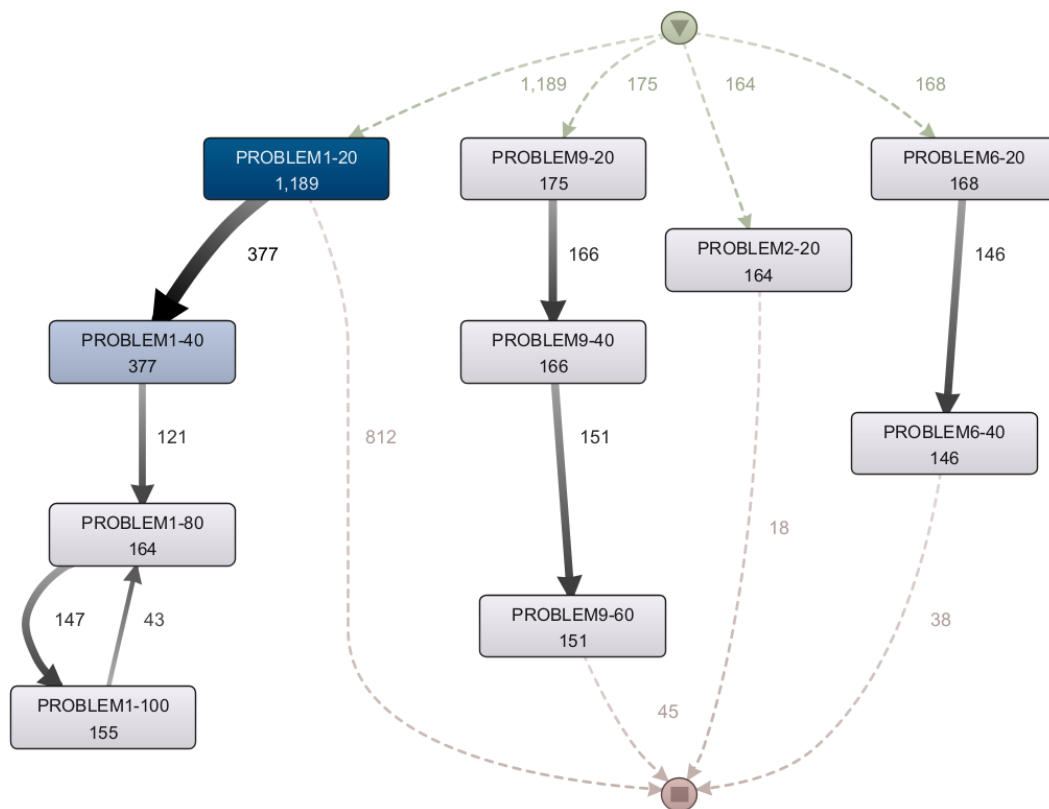 1,189
175
164
168
PROBLEM1-20
1,189
PROBLEM9-20
175
PROBLEM6-20
168
PROBLEM2-20
164
377
166
146
PROBLEM1-40
377
PROBLEM9-40
166
PROBLEM6-40
146
121
812
151
PROBLEM1-80
164
18
147
43
PROBLEM9-60
151
38
PROBLEM1-100
155
45